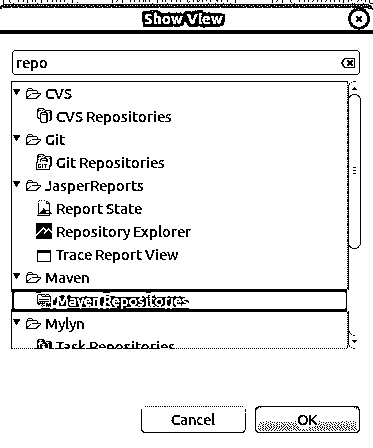 Show View
repo
CVS
CVS Repositories
Git
Git Repositories
JasperReports
Report State
Repository Explorer
Trace Report View
Maven
Maven Repositories
Mylyn
Task Repositories
Cancel
OK